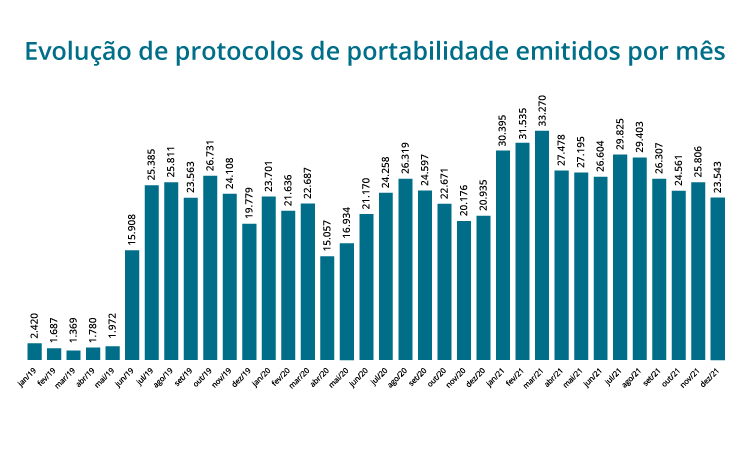 Evolução de protocolos de portabilidade emitidos por mês
2.420
1.687
1.369
1.780
1.972
15.908
25.385
25.811
23.563
26.731
24.108
19.779
23.701
21.636
22.687
15.057
16.934
21.170
24.258
26.319
24.597
22.671
20.176
20.935
30.395
31.535
33.270
27.478
27.195
26.604
29.825
29.403
26.307
24.561
25.806
23.543
jan/19
fev/19
mar/19
abr/19
mai/19
jun/19
jul/19
ago/19
set/19
out/19
nov/19
dez/19
jan/20
fev/20
mar/20
abr/20
mai/20
jun/20
jul/20
ago/20
set/20
out/20
nov/20
dez/20
jan/21
fev/21
mar/21
abr/21
mai/21
jun/21
jul/21
ago/21
set/21
out/21
nov/21
dez/21